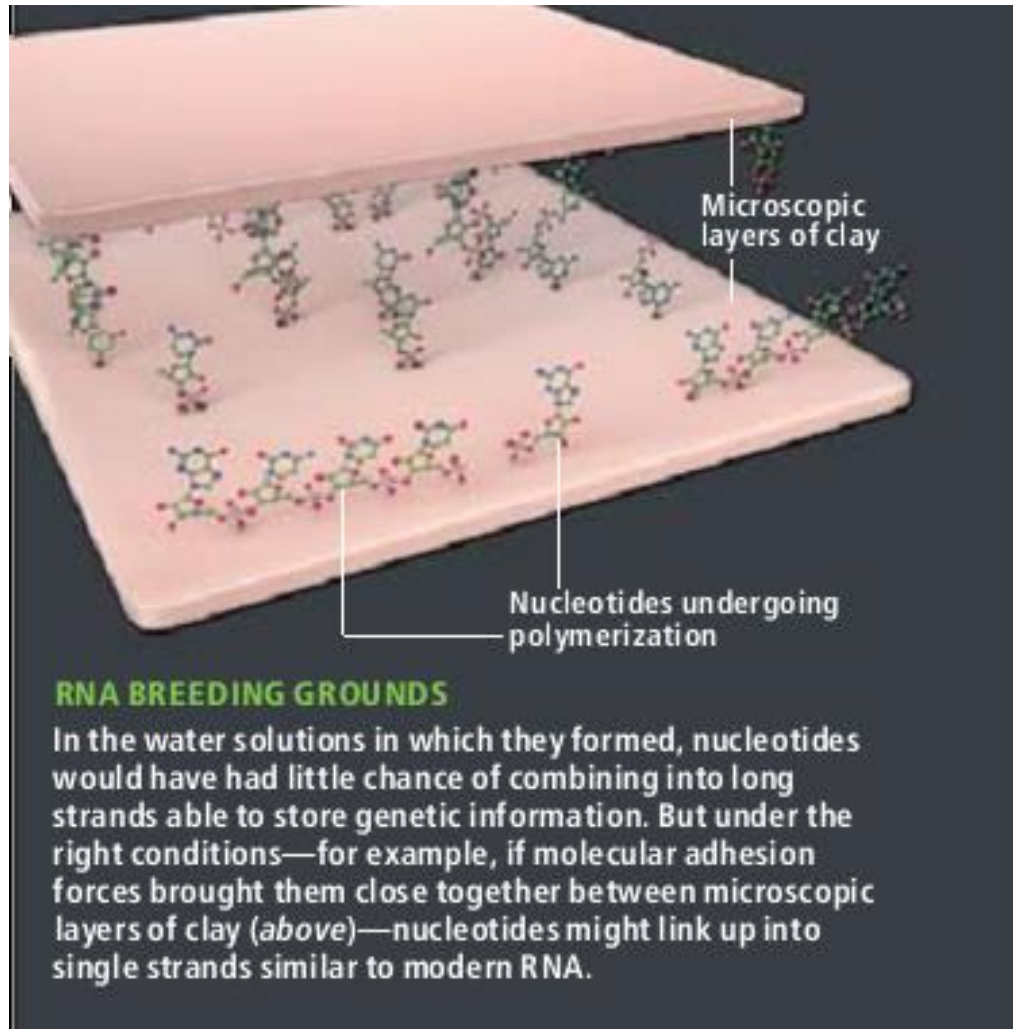 Microscopic
layers of clay
Nucleotides undergoing
polymerization
RNA BREEDING GROUNDS
In the water solutions in which they formed, nucleotides
would have had little chance of combining into long
strands able to store genetic information. But under the
right conditions—for example, if molecular adhesion
forces brought them close together between microscopic
layers of clay (above)—nucleotides might link up into
single strands similar to modern RNA.